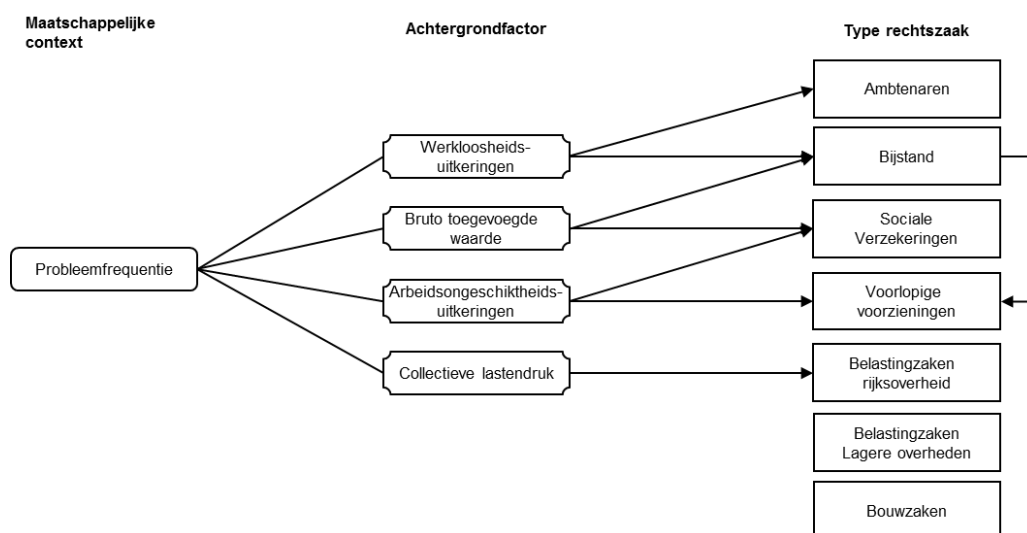 Maatschappelijke
context
Achtergrondfactor
Type rechtszaak
Probleemfrequentie
Werkloosheids-
uitkeringen
Bruto toegevoegde
waarde
Arbeidsongeschiktheids-
uitkeringen
Collectieve lastendruk
Ambtenaren
Bijstand
Sociale
Verzekeringen
Voorlopige
voorzieningen
Belastingzaken
rijksoverheid
Belastingzaken
Lagere overheden
Bouwzaken